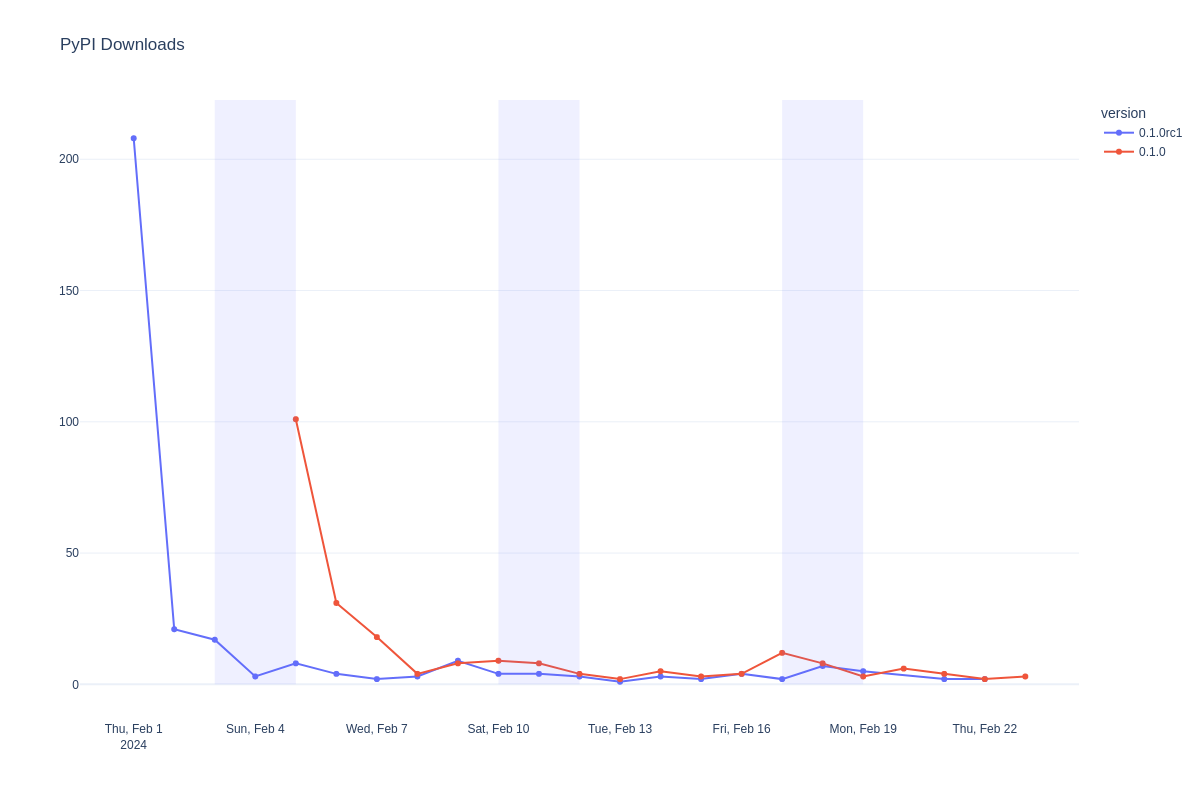 PyPI Downloads
version
0.1.0rc1
0.1.0
200
150
100
50
0
Thu, Feb 1
2024
Sun, Feb 4
Wed, Feb 7
Sat, Feb 10
Tue, Feb 13
Fri, Feb 16
Mon, Feb 19
Thu, Feb 22